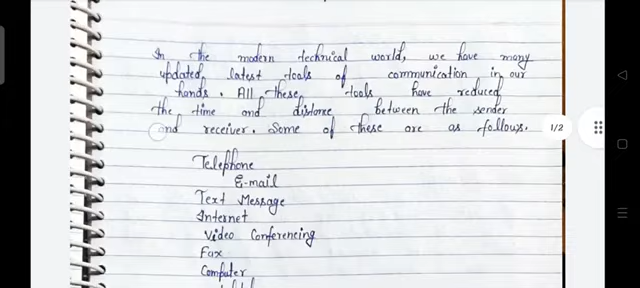 In the modern technical world, we have many
updated, latest tools of communication in our
hands. All these tools have reduced
the time and distance between the sender
and receiver. Some of these are as follows.
1/2
Telephone
E-mail
Text Message
Internet
Video Conferencing
Fax
Computer